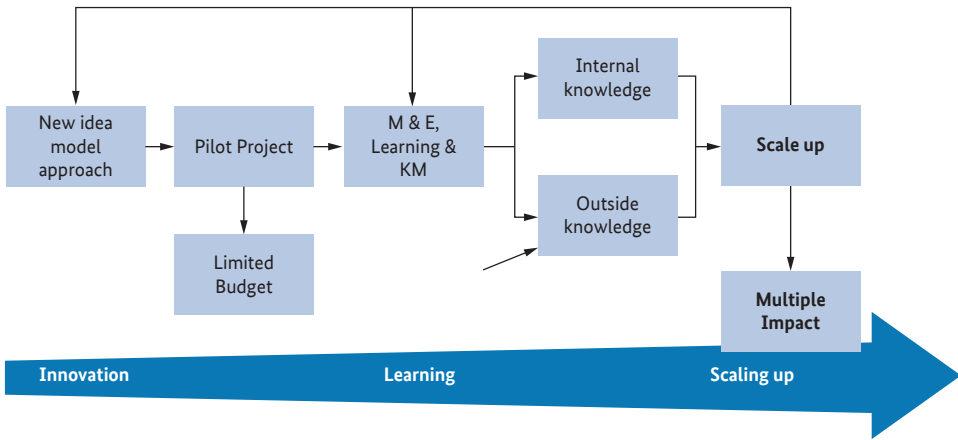 New idea
model
approach
Pilot Project
Limited
Budget
M & E,
Learning &
KM
Internal
knowledge
Outside
knowledge
Scale up
Multiple
Impact
Innovation
Learning
Scaling up